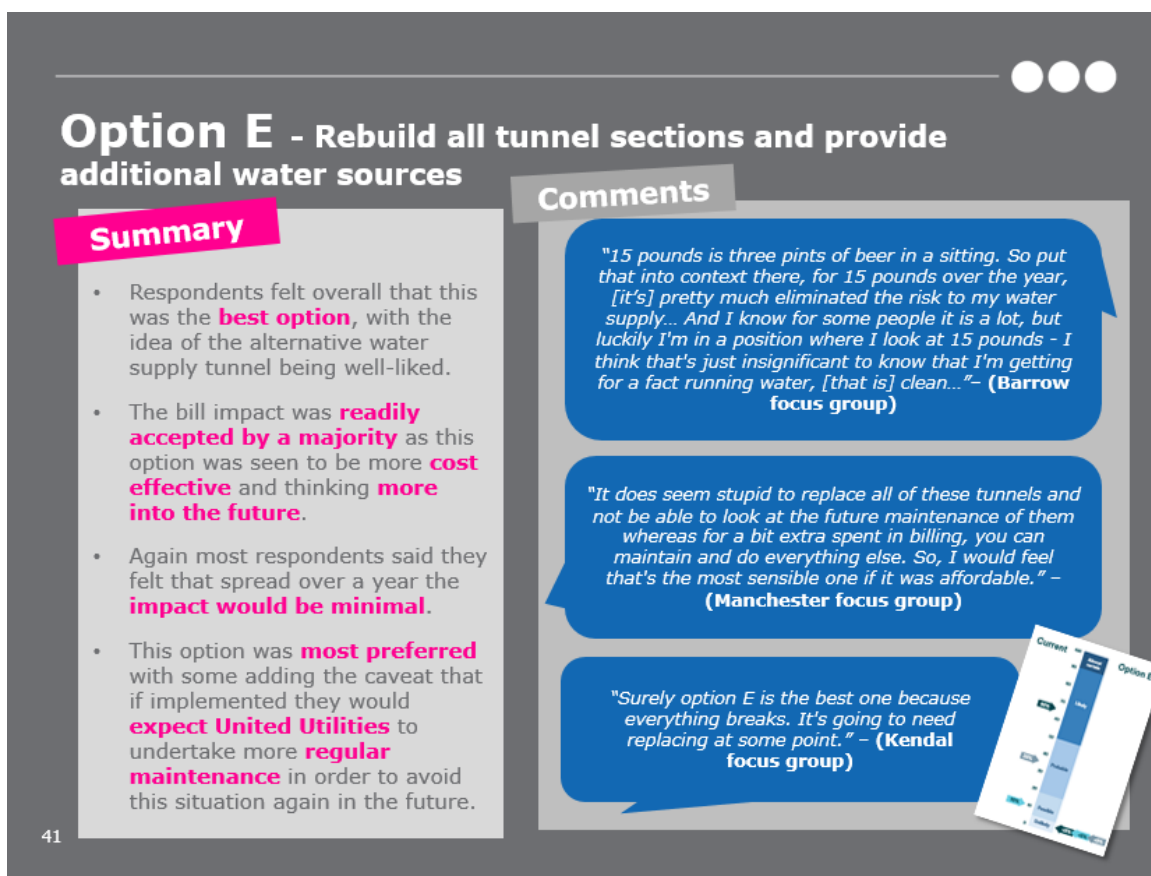 Option E - Rebuild all tunnel sections and provide
additional water sources
Summary
• Respondents felt overall that this
was the best option, with the
idea of the alternative water
supply tunnel being well-liked.
• The bill impact was readily
accepted by a majority as this
option was seen to be more cost
effective and thinking more
into the future.
• Again most respondents said they
felt that spread over a year the
impact would be minimal.
• This option was most preferred
with some adding the caveat that
if implemented they would
expect United Utilities to
undertake more regular
maintenance in order to avoid
this situation again in the future.
Comments
"15 pounds is three pints of beer in a sitting. So put
that into context there, for 15 pounds over the year,
[it's] pretty much eliminated the risk to my water
supply... And I know for some people it is a lot, but
luckily I'm in a position where I look at 15 pounds - I
think that's just insignificant to know that I'm getting
for a fact running water, [that is] clean…"– (Barrow
focus group)
"It does seem stupid to replace all of these tunnels and
not be able to look at the future maintenance of them
whereas for a bit extra spent in billing, you can
maintain and do everything else. So, I would feel
that's the most sensible one if it was affordable." –
(Manchester focus group)
"Surely option E is the best one because
everything breaks. It's going to need
replacing at some point." – (Kendal
focus group)
Current
Option E
Likely
Probable
Possible
Unlikely
41